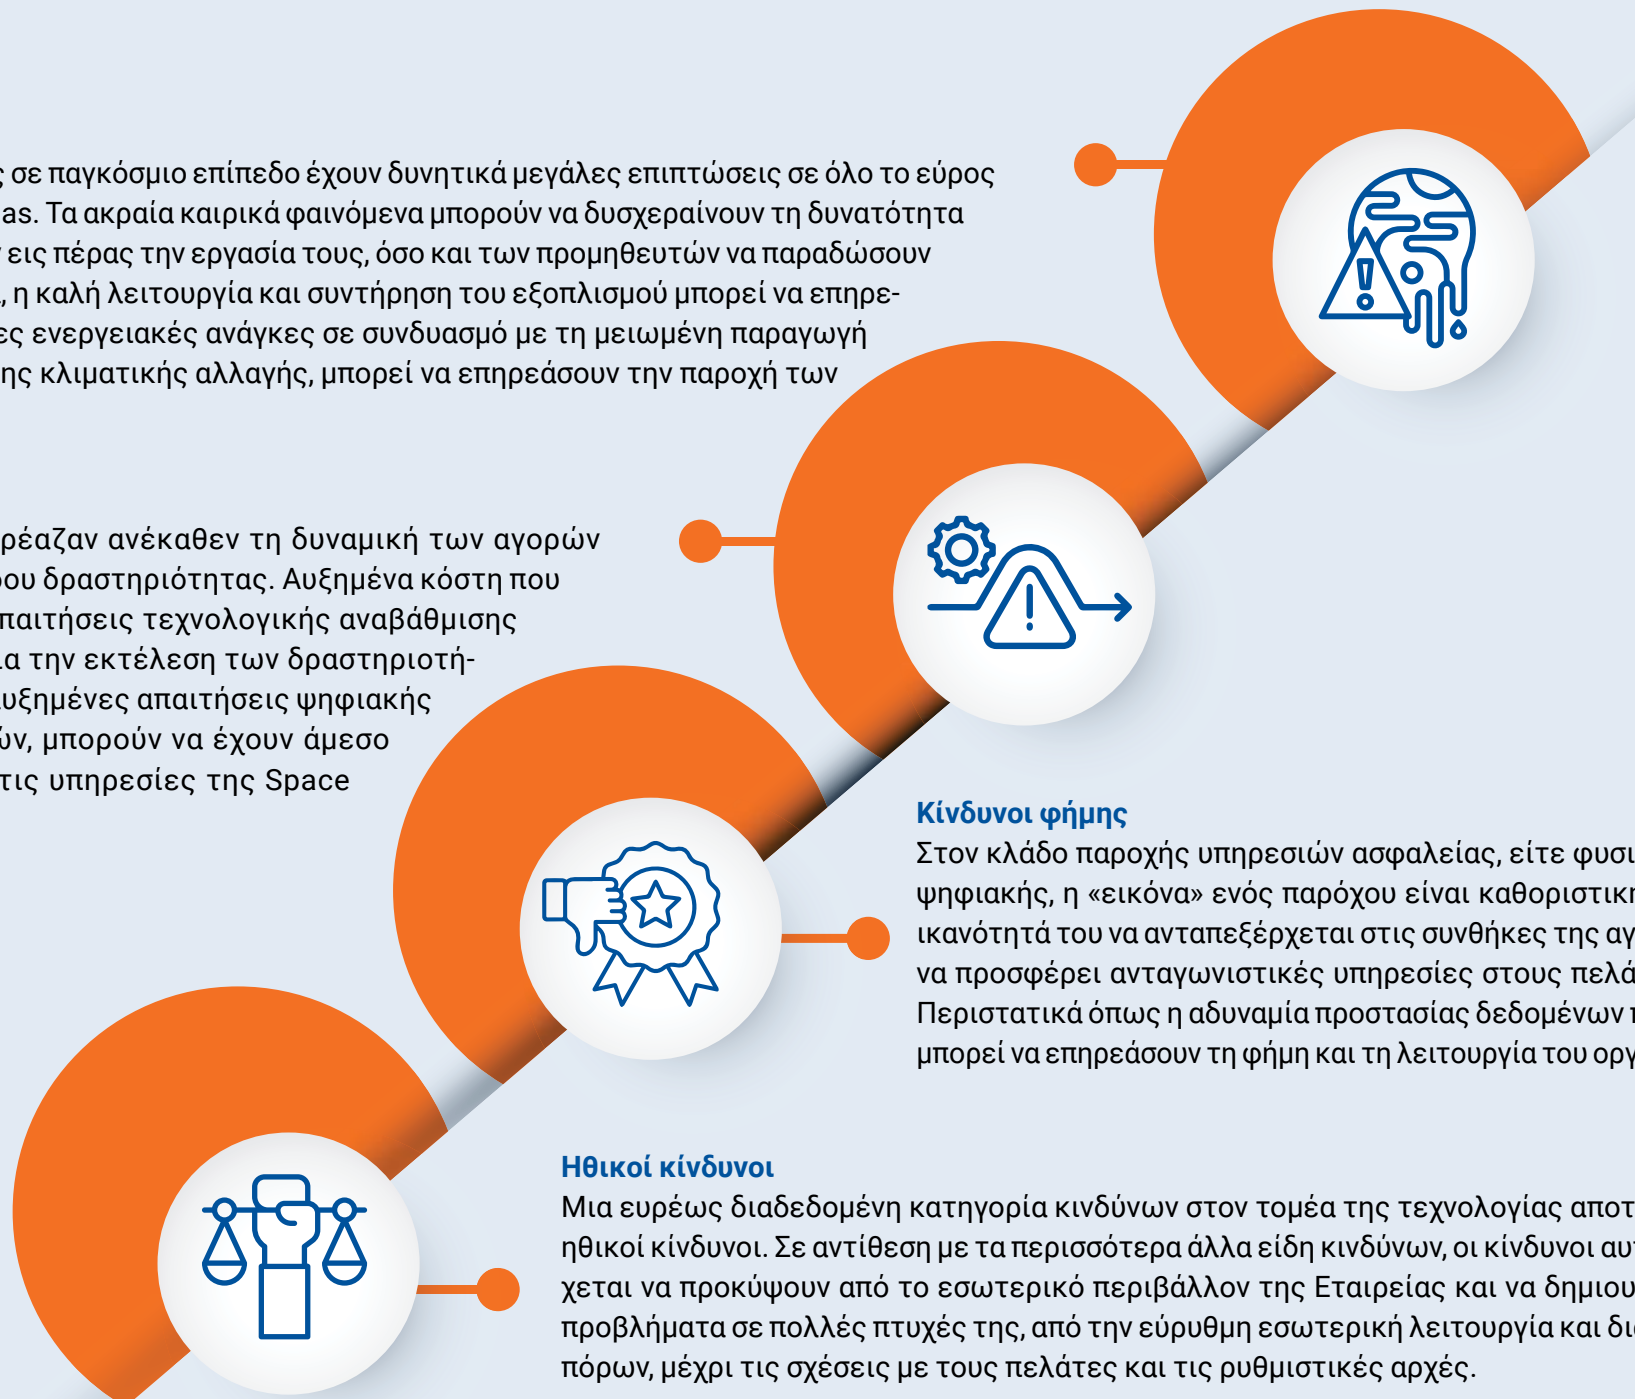 ς σε παγκόσμιο επίπεδο έχουν δυνητικά μεγάλες επιπτώσεις σε όλο το εύρος
as. Τα ακραία καιρικά φαινόμενα μπορούν να δυσχεραίνουν τη δυνατότητα
εις πέρας την εργασία τους, όσο και των προμηθευτών να παραδώσουν
, η καλή λειτουργία και συντήρηση του εξοπλισμού μπορεί να επηρε-
ες ενεργειακές ανάγκες σε συνδυασμό με τη μειωμένη παραγωγή
ης κλιματικής αλλαγής, μπορεί να επηρεάσουν την παροχή των
ρέαζαν ανέκαθεν τη δυναμική των αγορών
ου δραστηριότητας. Αυξημένα κόστη που
παιτήσεις τεχνολογικής αναβάθμισης
ια την εκτέλεση των δραστηριοτή-
υξημένες απαιτήσεις ψηφιακής
ών, μπορούν να έχουν άμεσο
τις υπηρεσίες της Space
Κίνδυνοι φήμης
Στον κλάδο παροχής υπηρεσιών ασφαλείας, είτε φυσι
ψηφιακής, η «εικόνα» ενός παρόχου είναι καθοριστική
ικανότητά του να ανταπεξέρχεται στις συνθήκες της αγ
να προσφέρει ανταγωνιστικές υπηρεσίες στους πελά
Περιστατικά όπως η αδυναμία προστασίας δεδομένων
μπορεί να επηρεάσουν τη φήμη και τη λειτουργία του οργ
Ηθικοί κίνδυνοι
Μια ευρέως διαδεδομένη κατηγορία κινδύνων στον τομέα της τεχνολογίας αποτ
ηθικοί κίνδυνοι. Σε αντίθεση με τα περισσότερα άλλα είδη κινδύνων, οι κίνδυνοι αυ
χεται να προκύψουν από το εσωτερικό περιβάλλον της Εταιρείας και να δημιου
προβλήματα σε πολλές πτυχές της, από την εύρυθμη εσωτερική λειτουργία και δι
πόρων, μέχρι τις σχέσεις με τους πελάτες και τις ρυθμιστικές αρχές.